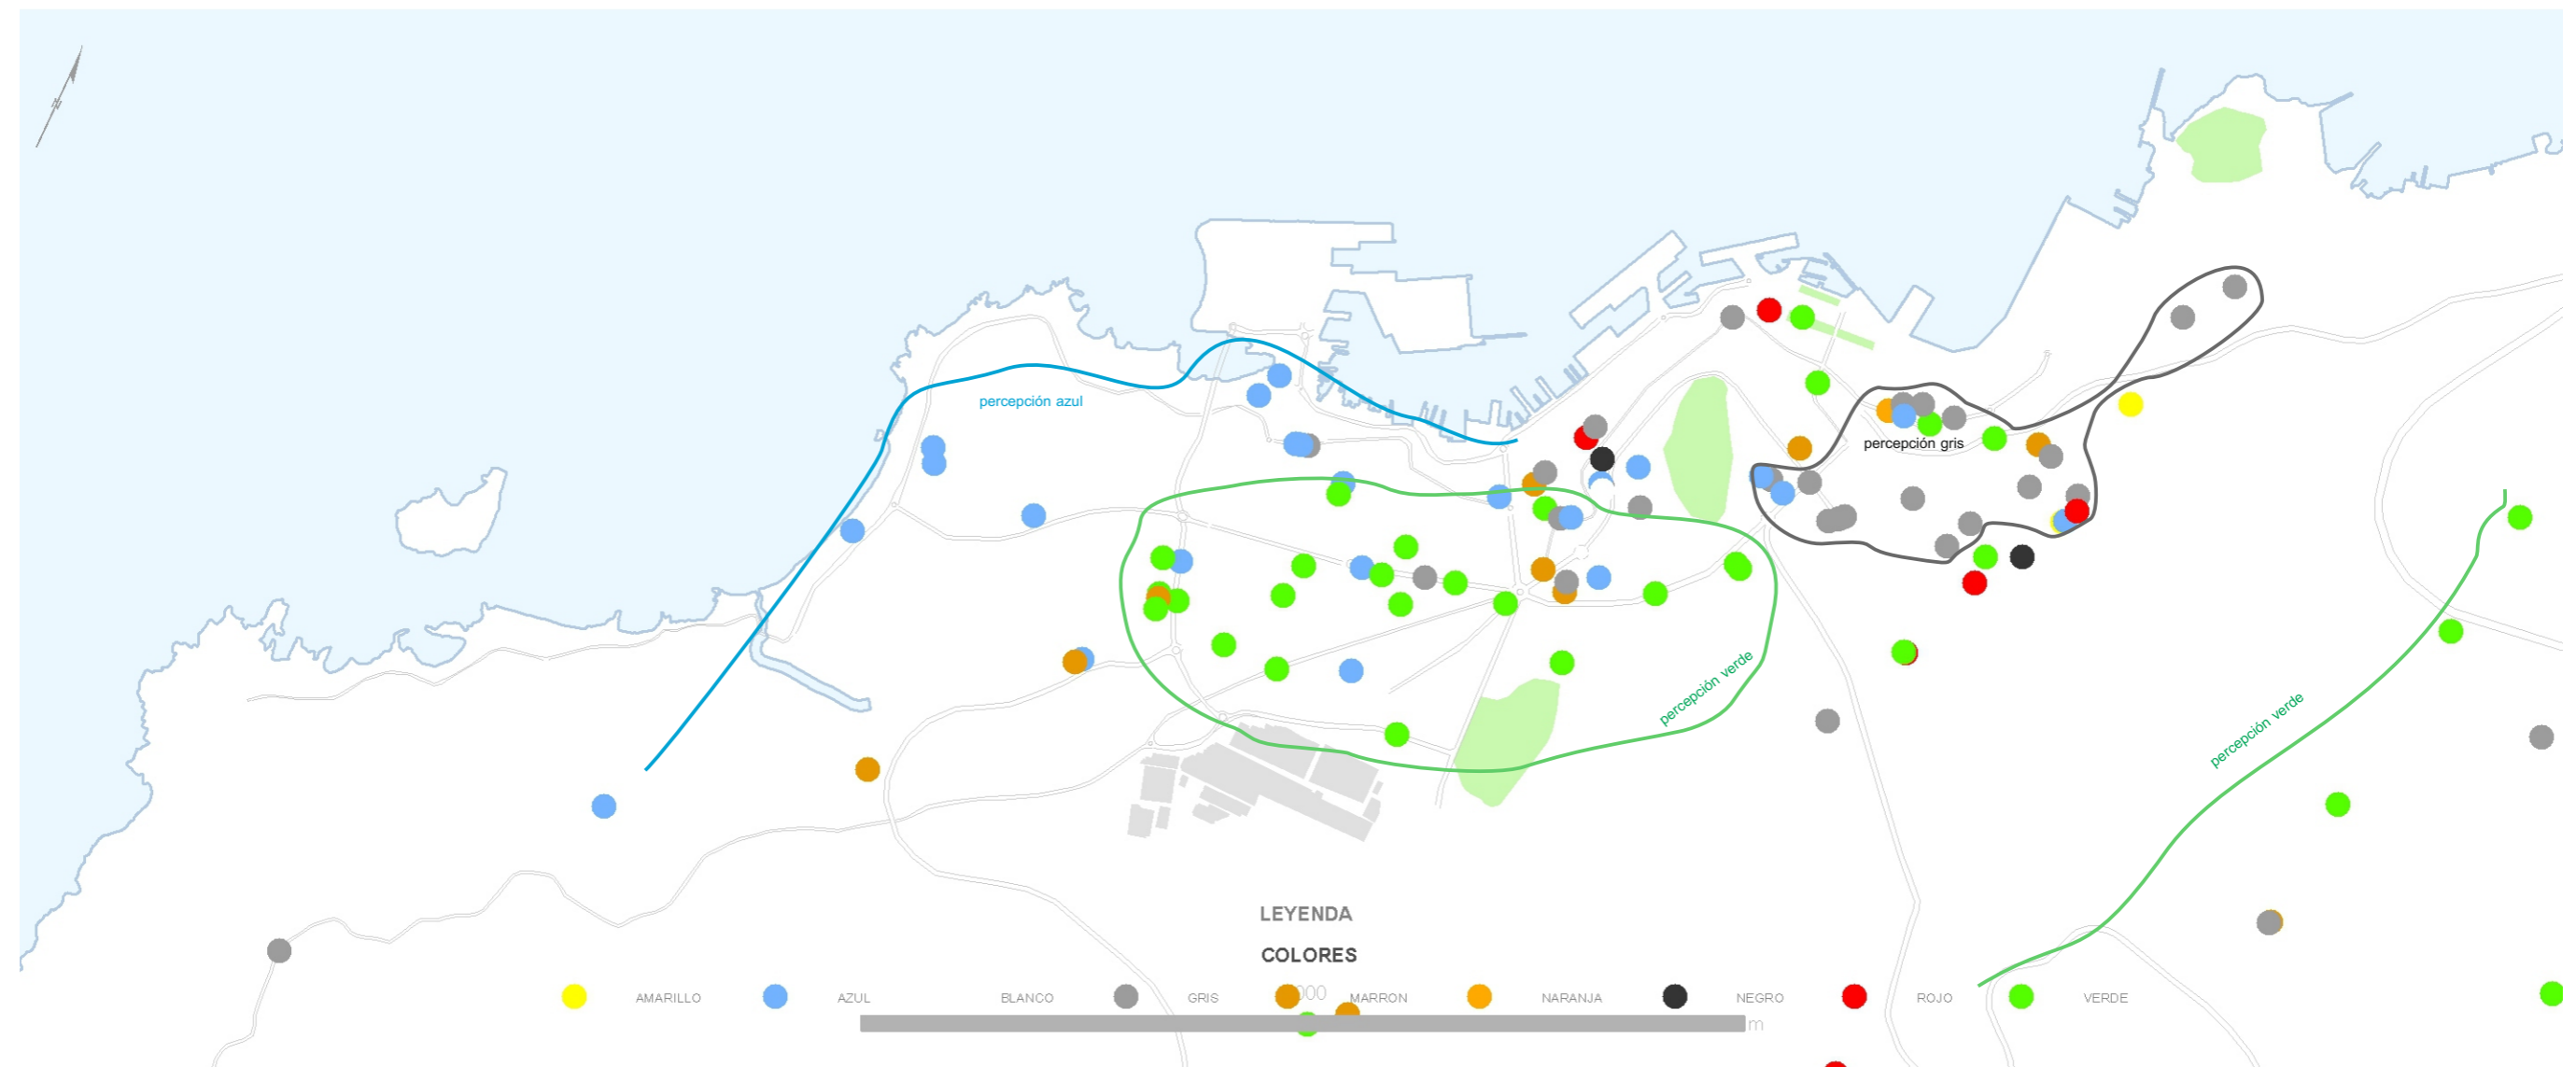 N
percepción azul
percepción gris
percepción verde
percepción verde
LEYENDA
COLORES
000
AMARILLO
AZUL
BLANCO
GRIS
MARRON
NARANJA
NEGRO
ROJO
VERDE
m